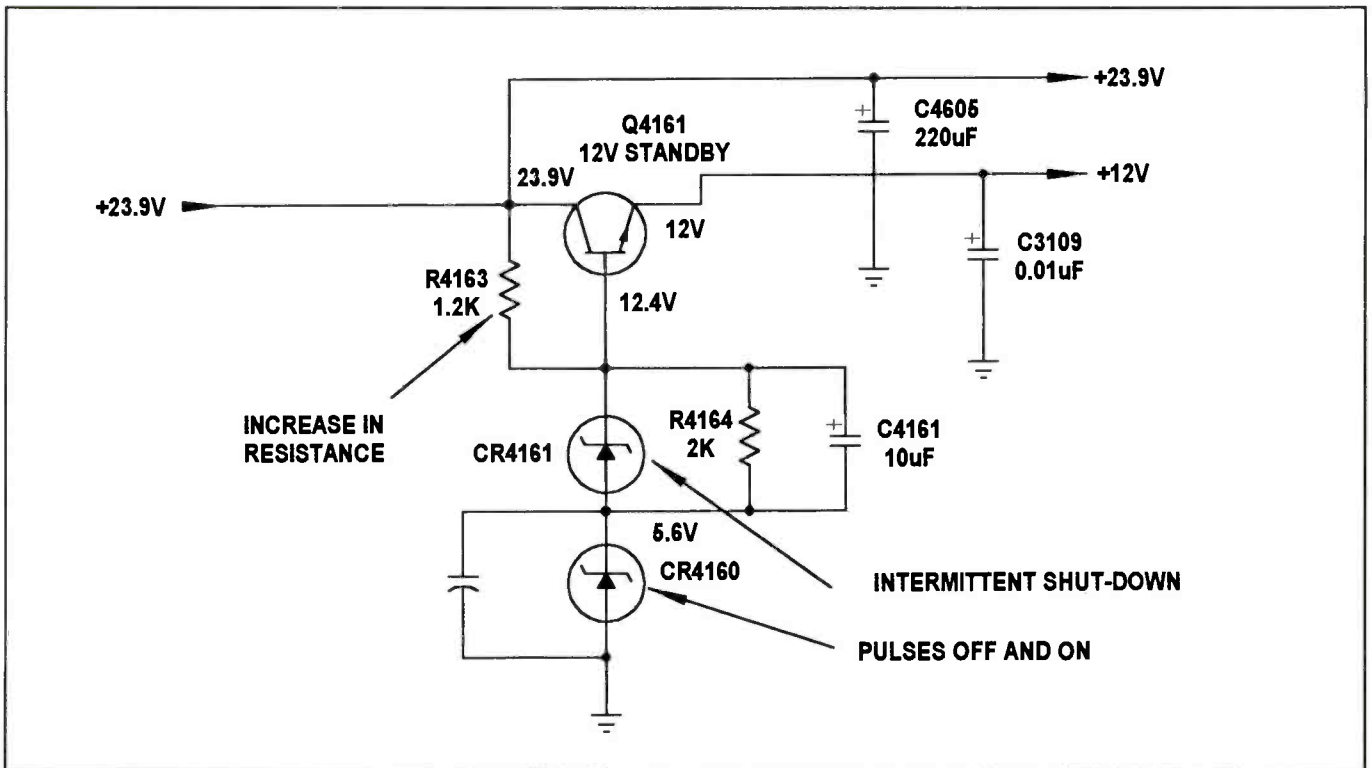 +23.9V
C4605
220uF
Q4161
12V STANDBY
23.9V
+12V
+23.9V
12V
C3109
0.01uF
R4163
1.2K
12.4V
INCREASE IN
RESISTANCE
CR4161
R4164
2K
C4161
10uF
5.6V
CR4160
INTERMITTENT SHUT-DOWN
PULSES OFF AND ON